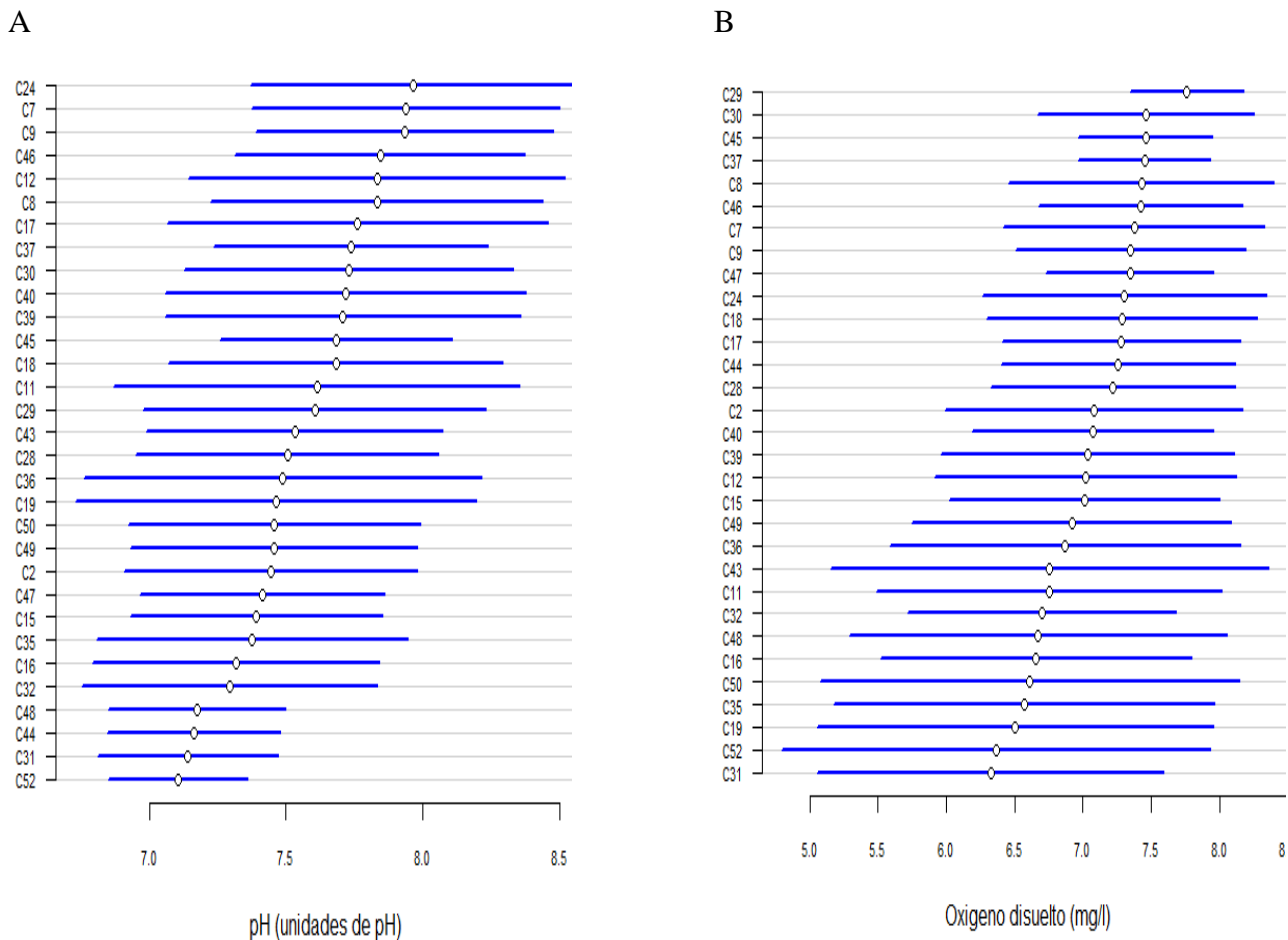 A
B
C24
C7
C9
C46
C12
C8
C17
C37
C30
C40
C39
C45
C18
C11
C29
C43
C28
C36
C19
C50
C49
C2
C47
C15
C35
C16
C32
C48
C44
C31
C52
7.0 7.5 8.0 8.5
pH (unidades de pH)
C29
C30
C45
C37
C8
C46
C7
C9
C47
C24
C18
C17
C44
C28
C2
C40
C39
C12
C15
C49
C36
C43
C11
C32
C48
C16
C50
C35
C19
C52
C31
5.0 5.5 6.0 6.5 7.0 7.5 8.0 8
Oxigeno disuelto (mg/l)